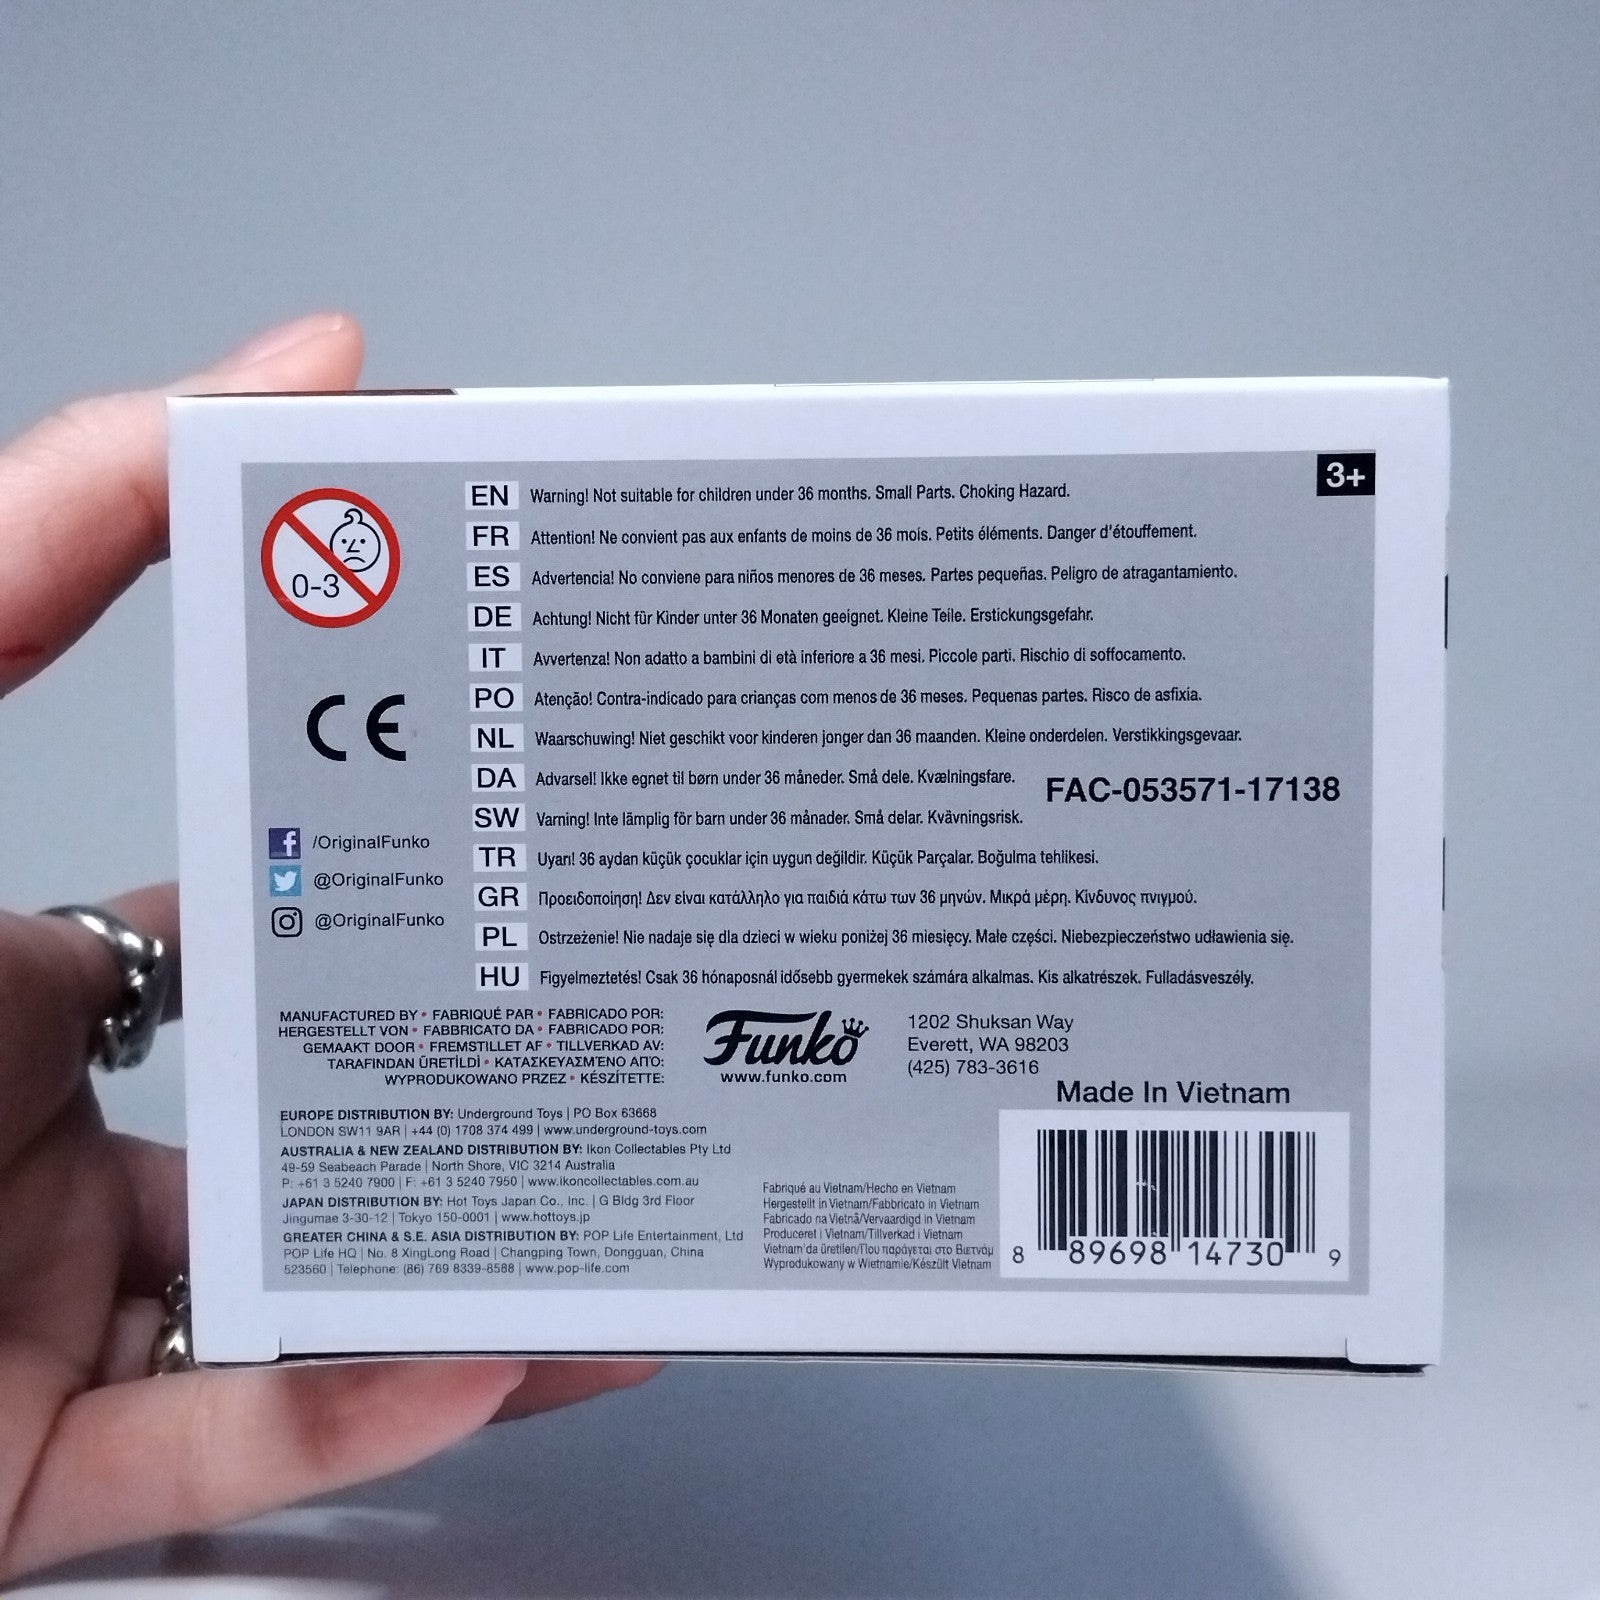 3+
0-3
EN Warning! Not suitable for children under 36 months. Small Parts. Choking Hazard.
FR Attention! Ne convient pas aux enfants de moins de 36 mois. Petits éléments. Danger d'étouffement.
ES Advertencia! No conviene para niños menores de 36 meses. Partes pequeñas. Peligro de atragantamiento.
DE Achtung! Nicht für Kinder unter 36 Monaten geeignet. Kleine Teile. Erstickungsgefahr.
IT Avvertenza! Non adatto a bambini di età inferiore a 36 mesi. Piccole parti. Rischio di soffocamento.
PO Atenção! Contra-indicado para crianças com menos de 36 meses. Pequenas partes. Risco de asfixia.
NL Waarschuwing! Niet geschikt voor kinderen jonger dan 36 maanden. Kleine onderdelen. Verstikkingsgevaar.
DA Advarsel! Ikke egnet til børn under 36 måneder. Små dele. Kvælningsfare.
SW Varning! Inte lämplig för barn under 36 månader. Små delar. Kvävningsrisk.
TR Uyarı! 36 aydan küçük çocuklar için uygun değildir. Küçük Parçalar. Boğulma tehlikesi.
GR Προειδοποίηση! Δεν είναι κατάλληλο για παιδιά κάτω των 36 μηνών. Μικρά μέρη. Κίνδυνος πνιγμού.
PL Ostrzeżenie! Nie nadaje się dla dzieci w wieku poniżej 36 miesięcy. Małe części. Niebezpieczeństwo udławienia się.
HU Figyelmeztetés! Csak 36 hónaposnál idősebb gyermekek számára alkalmas. Kis alkatrészek. Fulladásveszély.
FAC-053571-17138
CE
/OriginalFunko
@OriginalFunko
@OriginalFunko
MANUFACTURED BY • FABRIQUÉ PAR • FABRICADO POR:
HERGESTELLT VON • FABBRICATO DA • FABRICADO POR:
GEMAAKT DOOR • FREMSTILLET AF • TILLVERKAD AV:
TARAFINDAN ÜRETİLDİ • ΚΑΤΑΣΚΕΥΑΣΜΈΝΟ ΑΠΌ:
WYPRODUKOWANO PRZEZ • KÉSZÍTETTE:
Funko
www.funko.com
1202 Shuksan Way
Everett, WA 98203
(425) 783-3616
Made In Vietnam
EUROPE DISTRIBUTION BY: Underground Toys | PO Box 63668
LONDON SW11 9AR | +44 (0) 1708 374 499 | www.underground-toys.com
AUSTRALIA & NEW ZEALAND DISTRIBUTION BY: Ikon Collectables Pty Ltd
49-59 Seabeach Parade | North Shore, VIC 3214 Australia
P: +61 3 5240 7900 | F: +61 3 5240 7950 | www.ikoncollectables.com.au
JAPAN DISTRIBUTION BY: Hot Toys Japan Co., Inc. | G Bldg 3rd Floor
Jingumae 3-30-12 | Tokyo 150-0001 | www.hottoys.jp
GREATER CHINA & S.E. ASIA DISTRIBUTION BY: POP Life Entertainment, Ltd
POP Life HQ | No. 8 XingLong Road | Changping Town, Dongguan, China
523560 | Telephone: (86) 769 8339-8588 | www.pop-life.com
Fabriqué au Vietnam/Hecho en Vietnam
Hergestellt in Vietnam/Fabbricato in Vietnam
Fabricado na Vietnã/Vervaardigd in Vietnam
Produceret i Vietnam/Tillverkad i Vietnam
Vietnam'da üretilen/Που παράγεται στο Βιετνάμ
Wyprodukowany w Wietnamie/Készült Vietnam
8 89698 14730 9